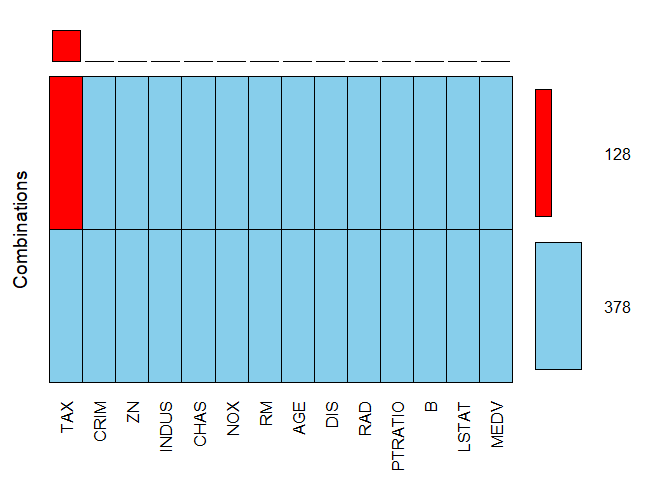 Combinations
128
378
TAX
CRIM
ZN
INDUS
CHAS
NOX
RM
AGE
DIS
RAD
PTRATIO
B
LSTAT
MEDV